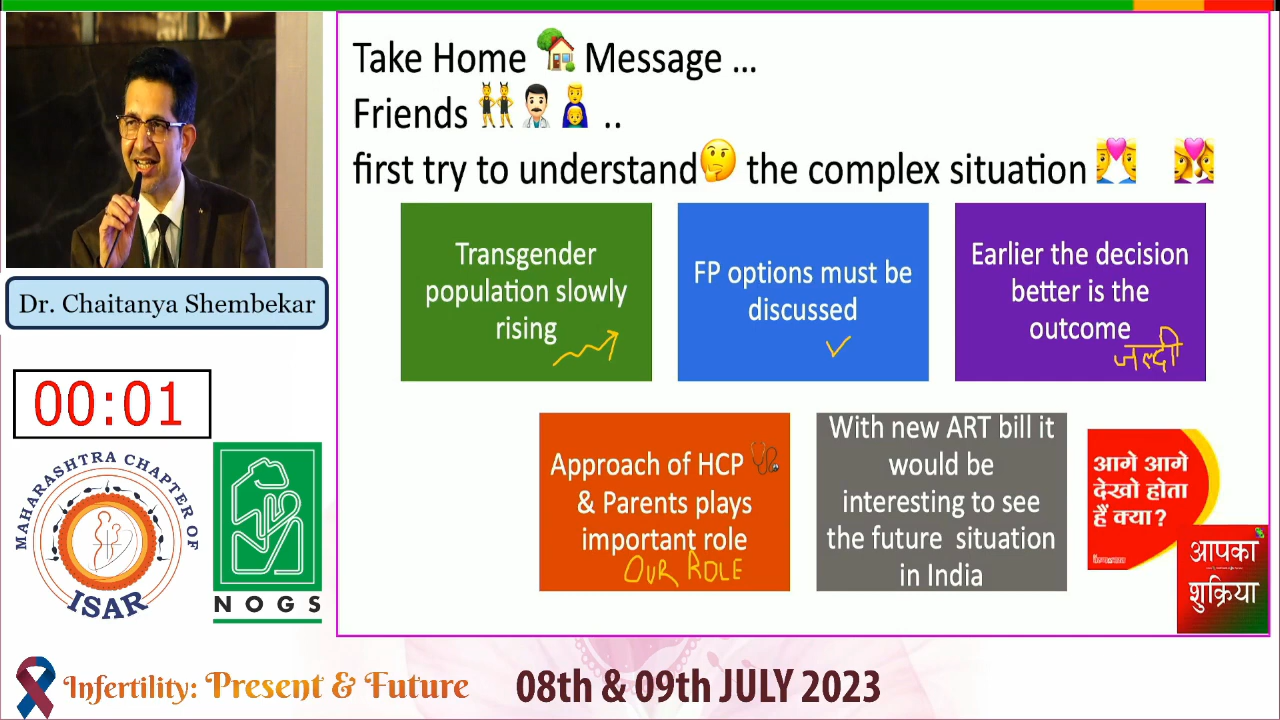 Take Home Message ...
Friends ..
first try to understand the complex situation
Transgender
population slowly
rising
FP options must be
discussed
Earlier the decision
better is the
outcome
जल्दी
Approach of HCP
& Parents plays
important role
OUR ROLE
With new ART bill it
would be
interesting to see
the future situation
in India
आगे आगे
देखो होता
हैं क्या?
आपका
शुक्रिया
Dr. Chaitanya Shembekar
00:01
MAHARASHTRA CHAPTER OF
ISAR
NOGS
Infertility: Present & Future
08th & 09th JULY 2023